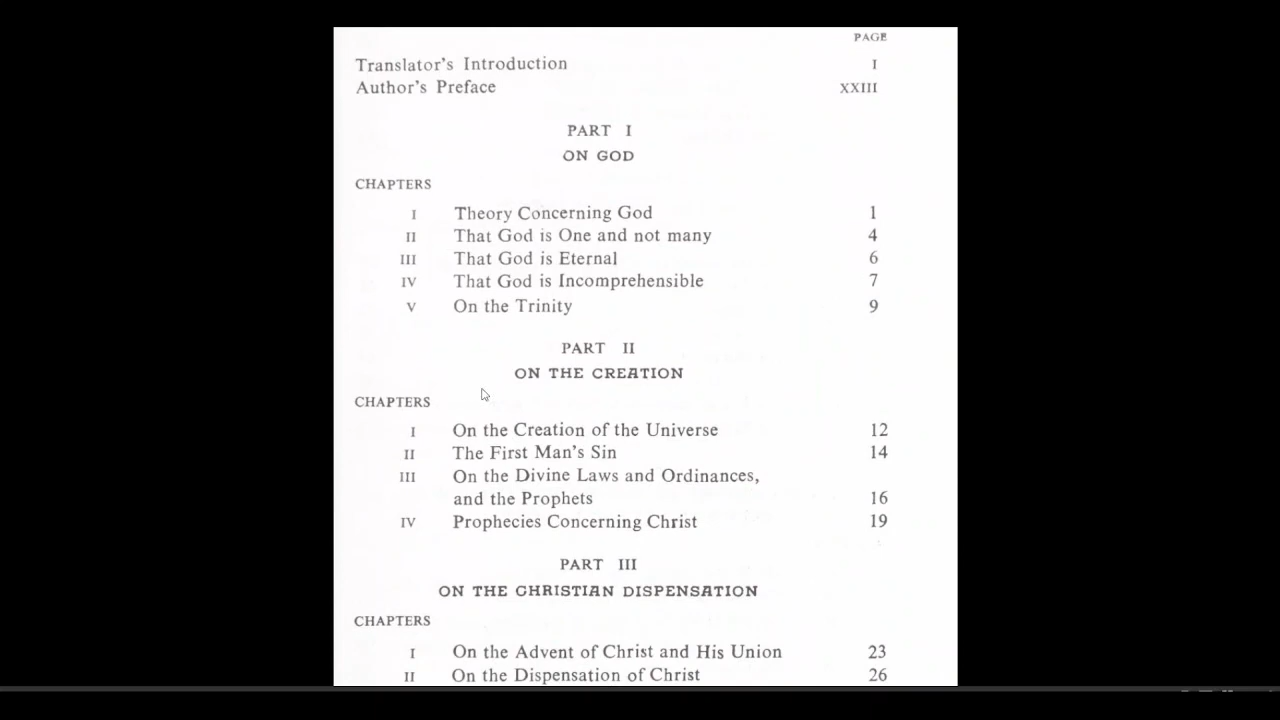 PAGE
Translator's Introduction I
Author's Preface XXIII
PART I
ON GOD
CHAPTERS
I Theory Concerning God 1
II That God is One and not many 4
III That God is Eternal 6
IV That God is Incomprehensible 7
V On the Trinity 9
PART II
ON THE CREATION
CHAPTERS
I On the Creation of the Universe 12
II The First Man's Sin 14
III On the Divine Laws and Ordinances,
and the Prophets 16
IV Prophecies Concerning Christ 19
PART III
ON THE CHRISTIAN DISPENSATION
CHAPTERS
I On the Advent of Christ and His Union 23
II On the Dispensation of Christ 26